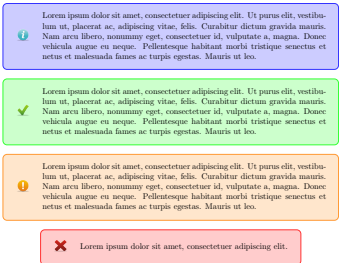 Lorem ipsum dolor sit amet, consectetuer adipiscing elit. Ut purus elit, vestibu-
lum ut, placerat ac, adipiscing vitae, felis. Curabitur dictum gravida mauris.
Nam arcu libero, nonummy eget, consectetuer id, vulputate a, magna. Donec
vehicula augue eu neque. Pellentesque habitant morbi tristique senectus et
netus et malesuada fames ac turpis egestas. Mauris ut leo.
Lorem ipsum dolor sit amet, consectetuer adipiscing elit. Ut purus elit, vestibu-
lum ut, placerat ac, adipiscing vitae, felis. Curabitur dictum gravida mauris.
Nam arcu libero, nonummy eget, consectetuer id, vulputate a, magna. Donec
vehicula augue eu neque. Pellentesque habitant morbi tristique senectus et
netus et malesuada fames ac turpis egestas. Mauris ut leo.
Lorem ipsum dolor sit amet, consectetuer adipiscing elit. Ut purus elit, vestibu-
lum ut, placerat ac, adipiscing vitae, felis. Curabitur dictum gravida mauris.
Nam arcu libero, nonummy eget, consectetuer id, vulputate a, magna. Donec
vehicula augue eu neque. Pellentesque habitant morbi tristique senectus et
netus et malesuada fames ac turpis egestas. Mauris ut leo.
Lorem ipsum dolor sit amet, consectetuer adipiscing elit.